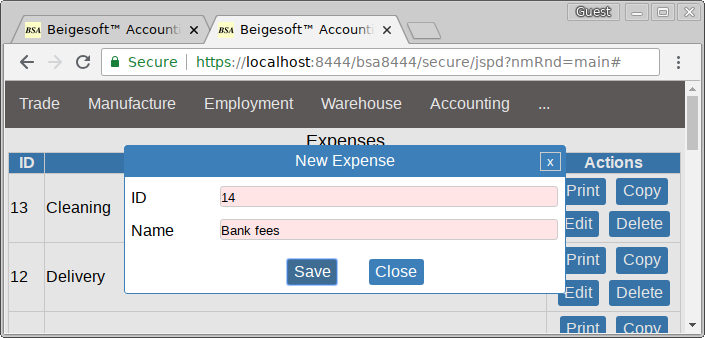 Guest
BSA Beigesoft™ Accounti
BSA Beigesoft™ Accounti
Secure https://localhost:8444/bsa8444/secure/jspd?nmRnd=main#
Trade Manufacture Employment Warehouse Accounting ...
Expenses
ID Actions
New Expense x
13 Cleaning
Print Copy
Edit Delete
ID 14
Name Bank fees
Save Close
12 Delivery
Print Copy
Edit Delete
Print Copy